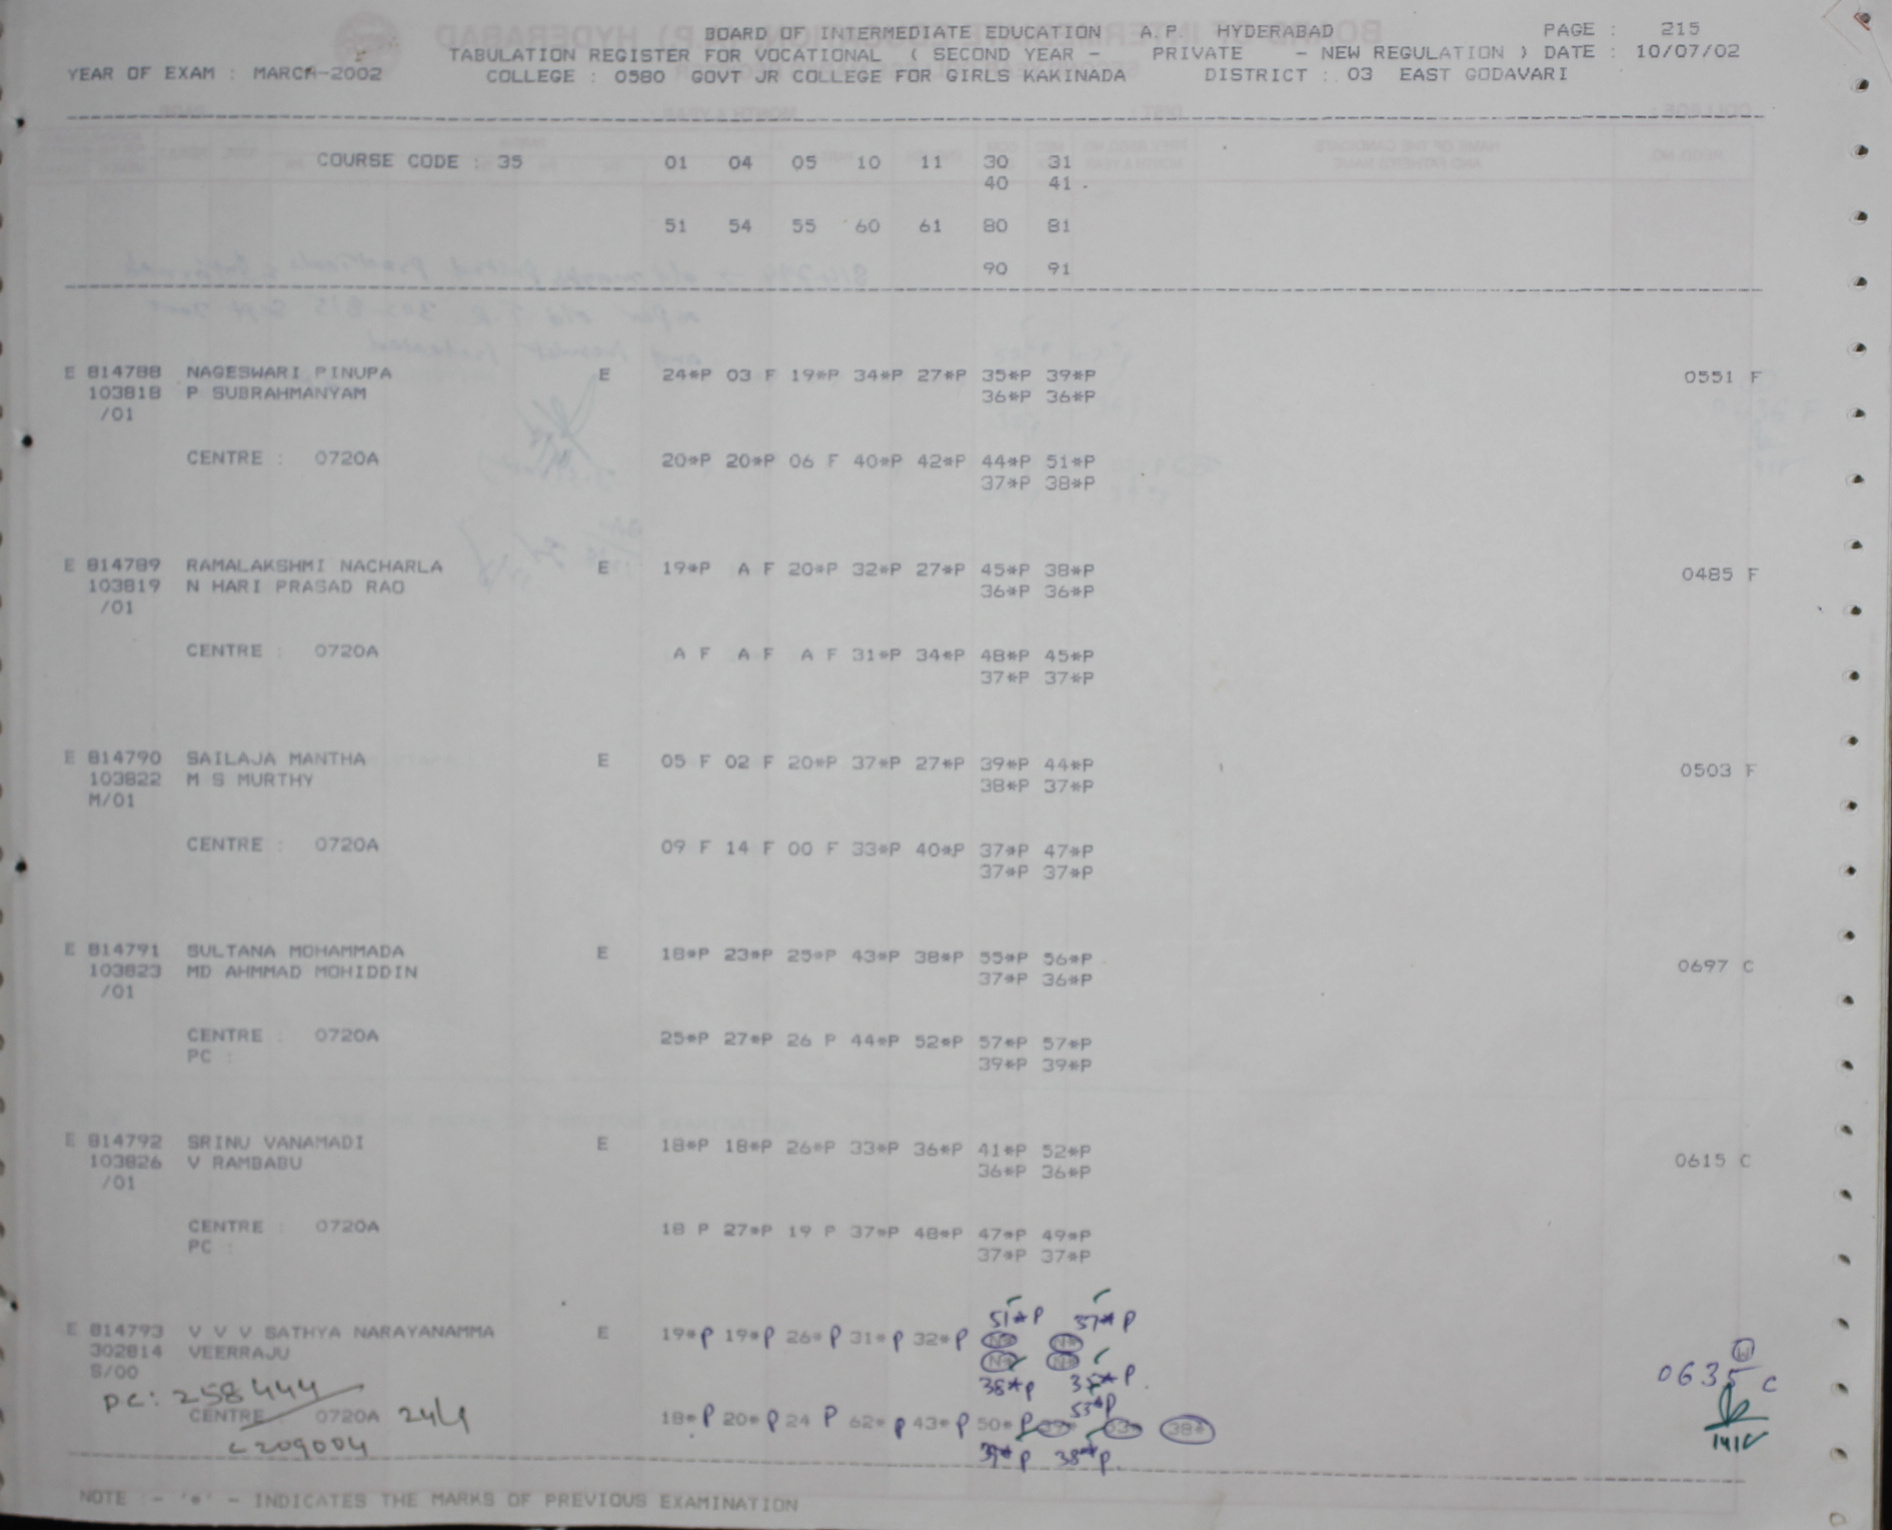 BOARD OF INTERMEDIATE EDUCATION A.P. HYDERABAD PAGE : 215
TABULATION REGISTER FOR VOCATIONAL ( SECOND YEAR - PRIVATE - NEW REGULATION ) DATE : 10/07/02
YEAR OF EXAM : MARCH-2002 COLLEGE : 0580 GOVT JR COLLEGE FOR GIRLS KAKINADA DISTRICT : 03 EAST GODAVARI
COURSE CODE : 35 01 04 05 10 11 30 31
40 41
51 54 55 60 61 80 81
90 91
E 814788 NAGESWARI PINUPA E 24*P 03 F 19*P 34*P 27*P 35*P 39*P 0551 F
103818 P SUBRAHMANYAM 36*P 36*P
/01
CENTRE : 0720A 20*P 20*P 06 F 40*P 42*P 44*P 51*P
37*P 38*P
E 814789 RAMALAKSHMI NACHARLA E 19*P A F 20*P 32*P 27*P 45*P 38*P 0485 F
103819 N HARI PRASAD RAO 36*P 36*P
/01
CENTRE : 0720A A F A F A F 31*P 34*P 48*P 45*P
37*P 37*P
E 814790 SAILAJA MANTHA E 05 F 02 F 20*P 37*P 27*P 39*P 44*P 0503 F
103822 M S MURTHY 38*P 37*P
M/01
CENTRE : 0720A 09 F 14 F 00 F 33*P 40*P 37*P 47*P
37*P 37*P
E 814791 SULTANA MOHAMMADA E 18*P 23*P 25*P 43*P 38*P 55*P 56*P 0697 C
103823 MD AHMMAD MOHIDDIN 37*P 36*P
/01
CENTRE : 0720A 25*P 27*P 26 P 44*P 52*P 57*P 57*P
PC : 39*P 39*P
E 814792 SRINU VANAMADI E 18*P 18*P 26*P 33*P 36*P 41*P 52*P 0615 C
103826 V RAMBABU 36*P 36*P
/01
CENTRE : 0720A 18 P 27*P 19 P 37*P 48*P 47*P 49*P
PC : 37*P 37*P
51*P 57*P
E 814793 V V V SATHYA NARAYANAMMA E 19*P 19*P 26*P 31*P 32*P
302814 VEERRAJU
S/00 38*P P 0635 C
PC: 258444
53*P
CENTRE 0720A 18*P 20*P 24 P 62*P 43*P 50*P 38*
C209004 39*P 38*P
NOTE :- '*' - INDICATES THE MARKS OF PREVIOUS EXAMINATION